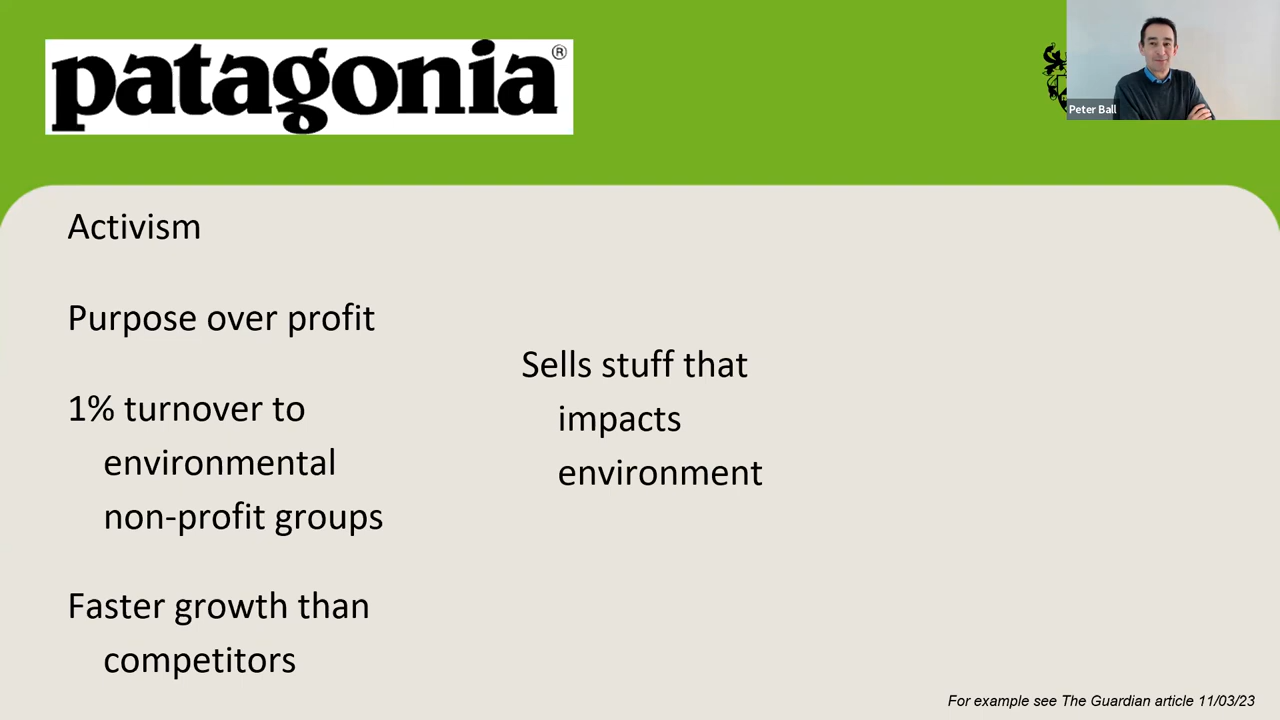 patagonia®
Peter Ball
Activism
Purpose over profit
1% turnover to
environmental
non-profit groups
Faster growth than
competitors
Sells stuff that
impacts
environment
For example see The Guardian article 11/03/23